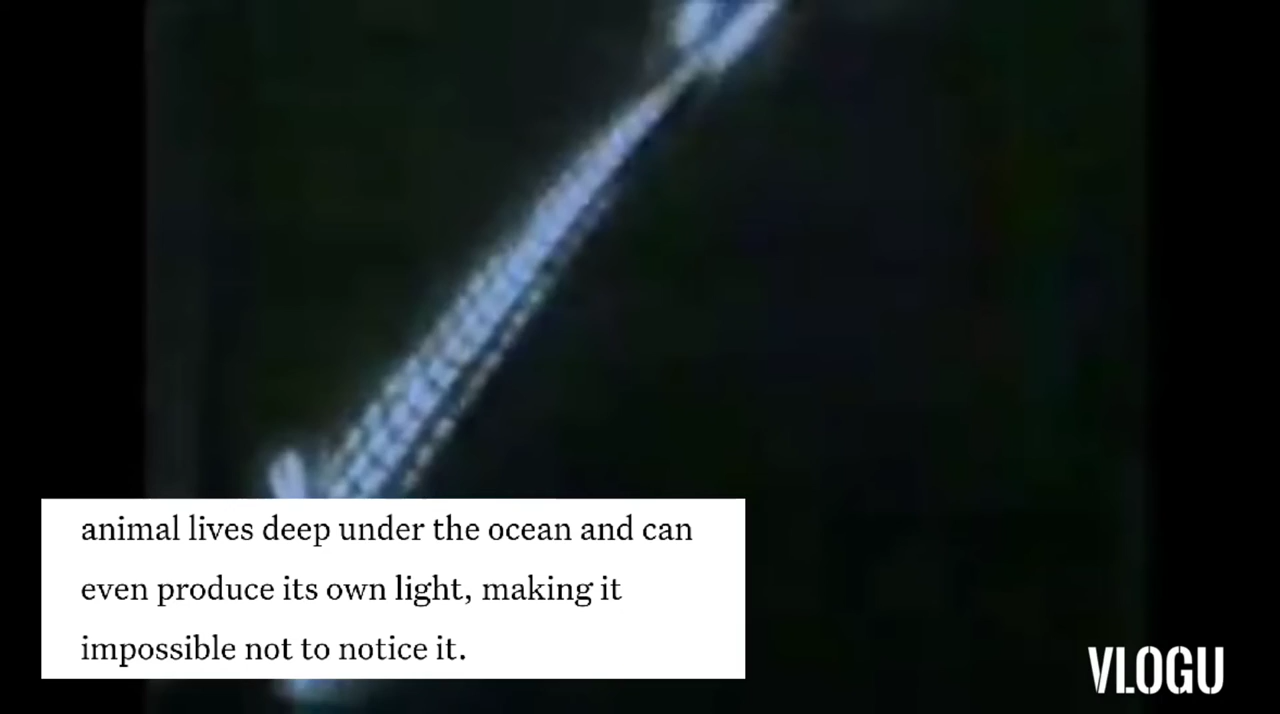 animal lives deep under the ocean and can
even produce its own light, making it
impossible not to notice it.
VLOGU